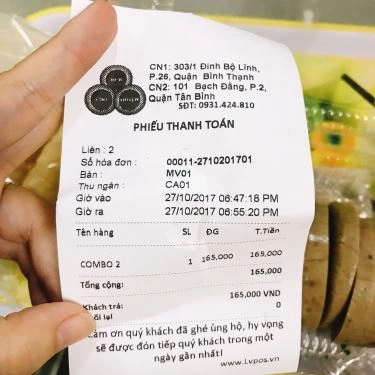 CN1: 303/1 Đinh Bộ Lĩnh,
P.26, Quận Bình Thạnh
CN2: 101 Bạch Đằng, P.2,
Quận Tân Bình
SĐT: 0931.424.810
PHIẾU THANH TOÁN
Liên : 2
Số hóa đơn : 00011-2710201701
Bàn : MV01
Thu ngân : CA01
Giờ vào 27/10/2017 06:47:18 PM
Giờ ra 27/10/2017 06:55:20 PM
Tên hàng SL ĐG T.Tiền
COMBO 2 1 165,000 165,000
Tổng cộng: 165,000
Khách trả: 165,000 VND
lại 0
Cảm ơn quý khách đã ghé ủng hộ, hy vọng
sẽ được đón tiếp quý khách trong một
ngày gần nhất!
www.Lvpos.vn